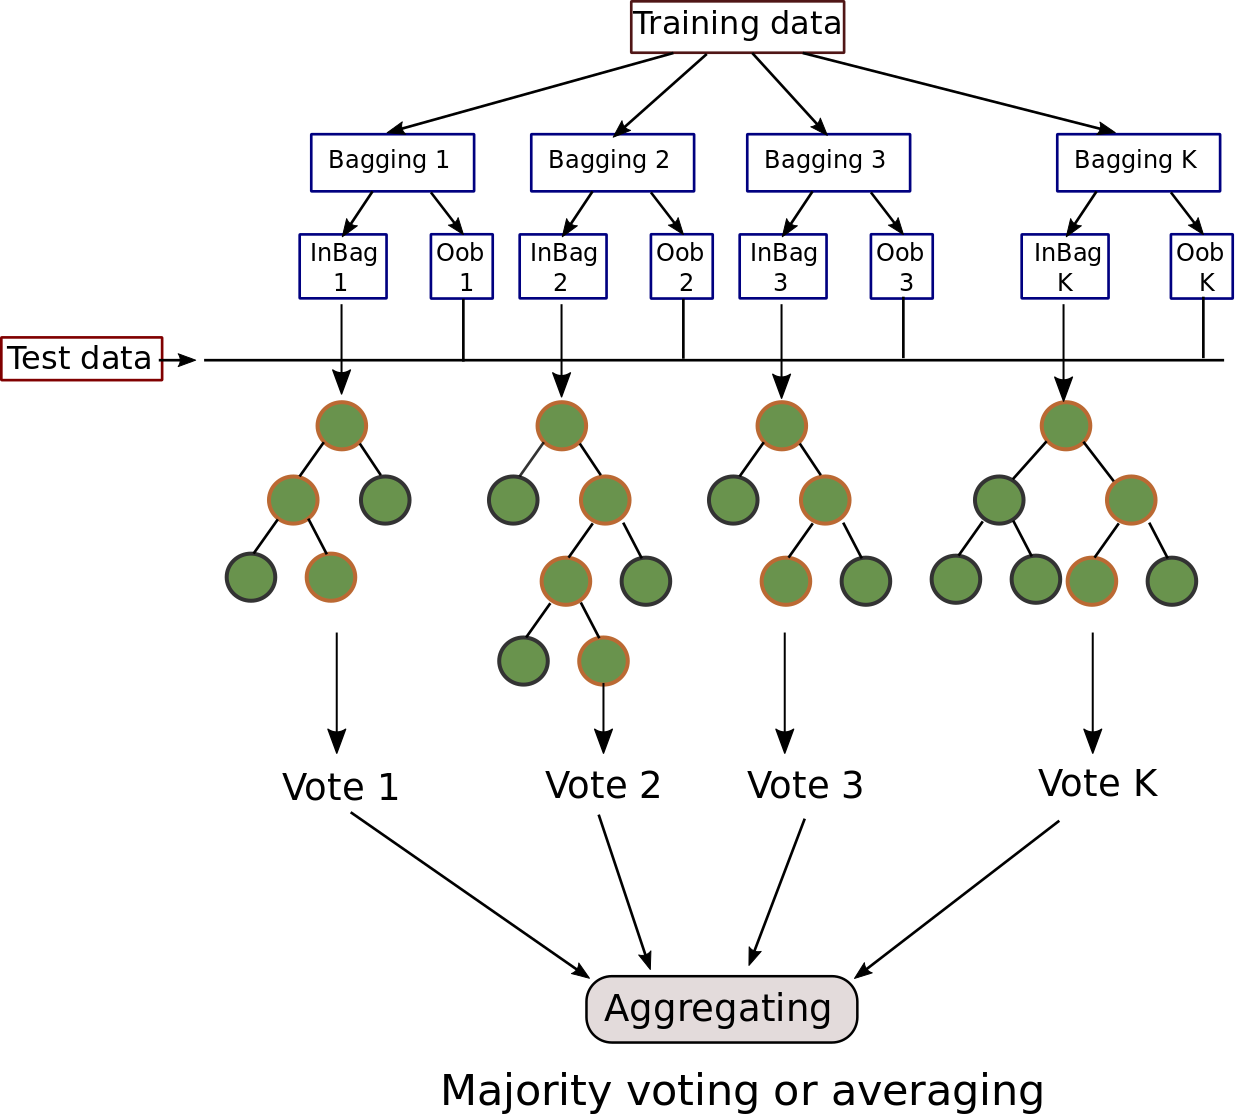 Training data
Bagging 1
Bagging 2
Bagging 3
Bagging K
InBag
1
Oob
1
InBag
2
Oob
2
InBag
3
Oob
3
InBag
K
Oob
K
Test data
Vote 1
Vote 2
Vote 3
Vote K
Aggregating
Majority voting or averaging